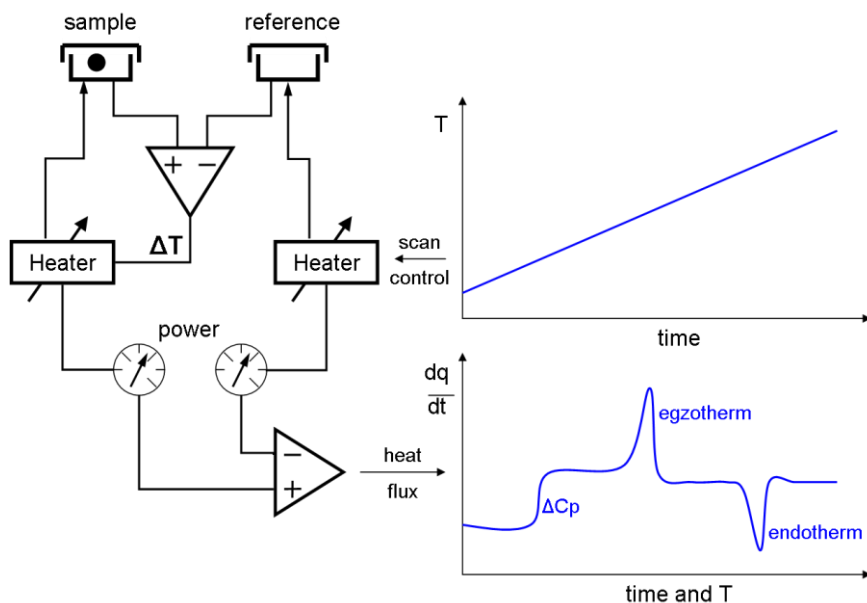 sample
reference
+
−
ΔT
Heater
Heater
scan
control
T
time
power
−
+
heat
flux
dq
dt
egzotherm
ΔCp
endotherm
time and T